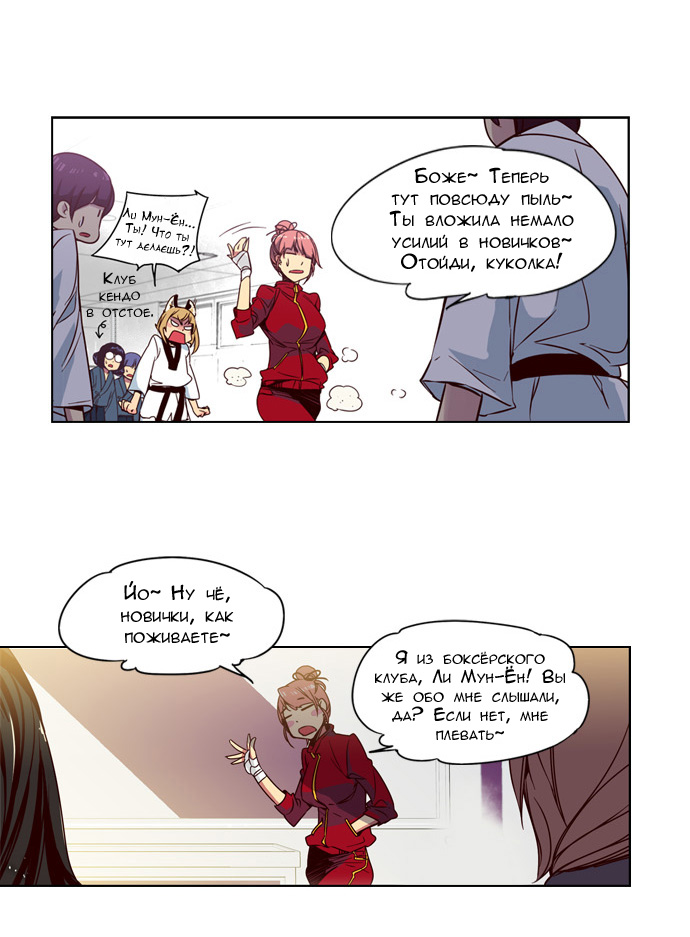 Ли Мун-Ён...
Ты! Что ты
тут делаешь?!
Клуб
кендо
в отстое.
Боже~ Теперь
тут повсюду пыль~
Ты вложила немало
усилий в новичков~
Отойди, куколка!
Йо~ Ну чё,
новички, как
поживаете~
Я из боксёрского
клуба, Ли Мун-Ён! Вы
же обо мне слышали,
да? Если нет, мне
плевать~